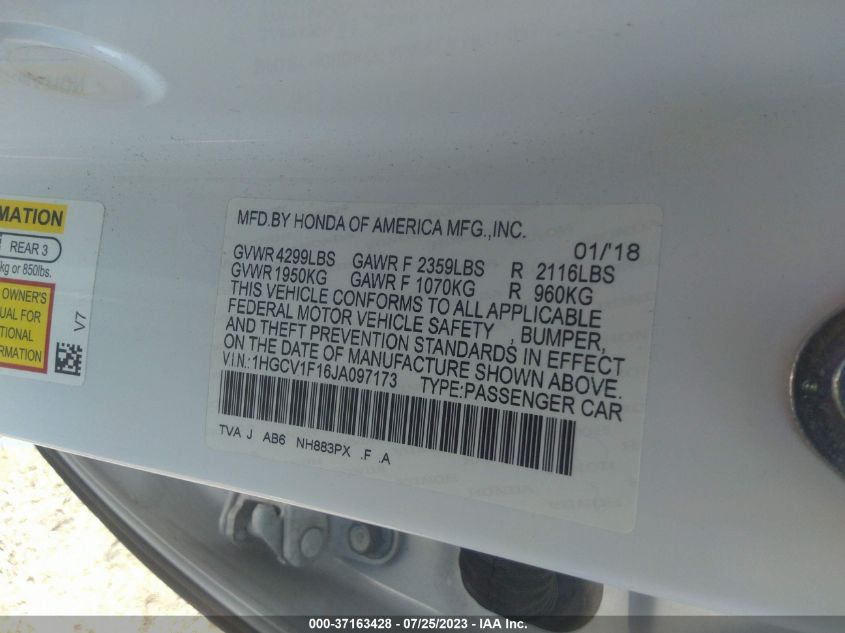 MATION
REAR 3
kg or 850lbs.
OWNER'S
UAL FOR
TIONAL
ORMATION
V7
MFD.BY HONDA OF AMERICA MFG.,INC.
01/'18
GVWR 4299LBS GAWR F 2359LBS R 2116LBS
GVWR 1950KG GAWR F 1070KG R 960KG
THIS VEHICLE CONFORMS TO ALL APPLICABLE
FEDERAL MOTOR VEHICLE SAFETY , BUMPER,
AND THEFT PREVENTION STANDARDS IN EFFECT
ON THE DATE OF MANUFACTURE SHOWN ABOVE.
VIN.:1HGCV1F16JA097173 TYPE:PASSENGER CAR
TVA J AB6 NH883PX .F .A
000-37163428 - 07/25/2023 - IAA Inc.